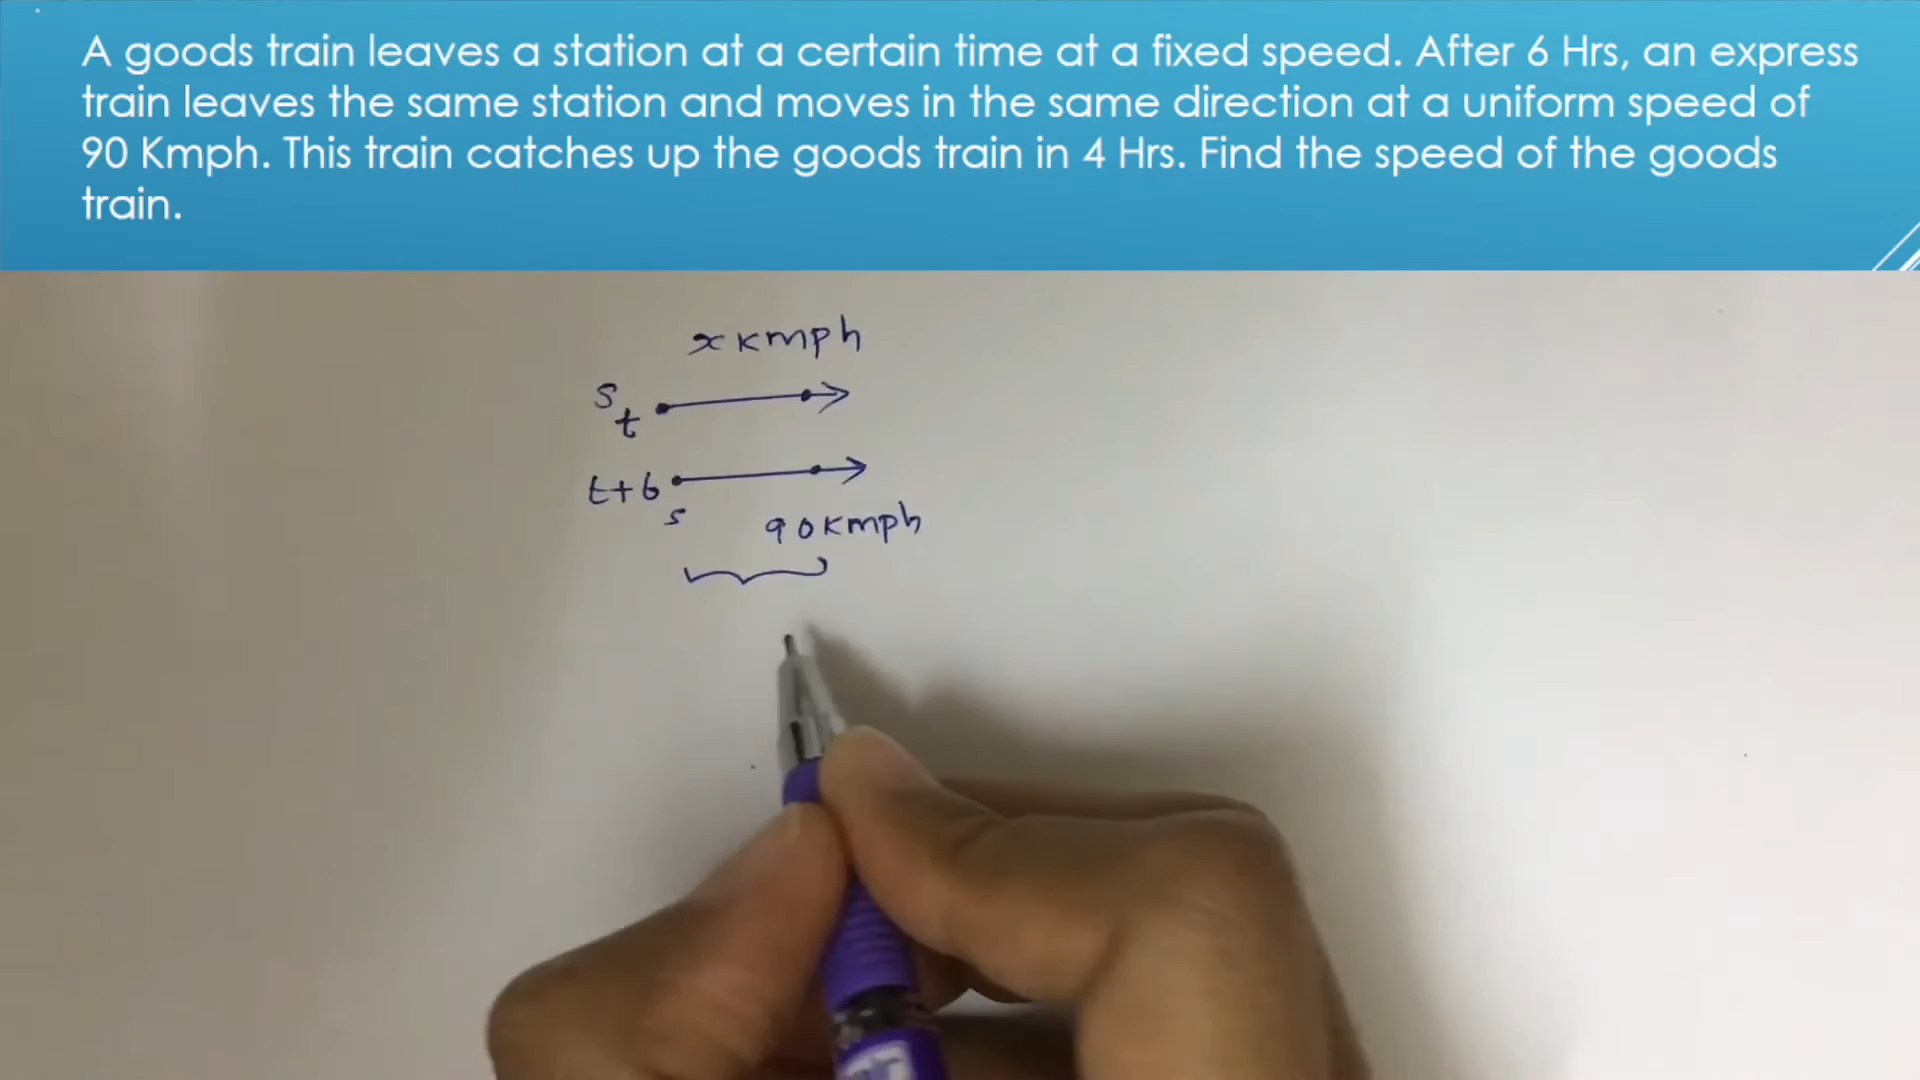 A goods train leaves a station at a certain time at a fixed speed. After 6 Hrs, an express
train leaves the same station and moves in the same direction at a uniform speed of
90 Kmph. This train catches up the goods train in 4 Hrs. Find the speed of the goods
train.
x kmph
S
t
t+6
s
90kmph